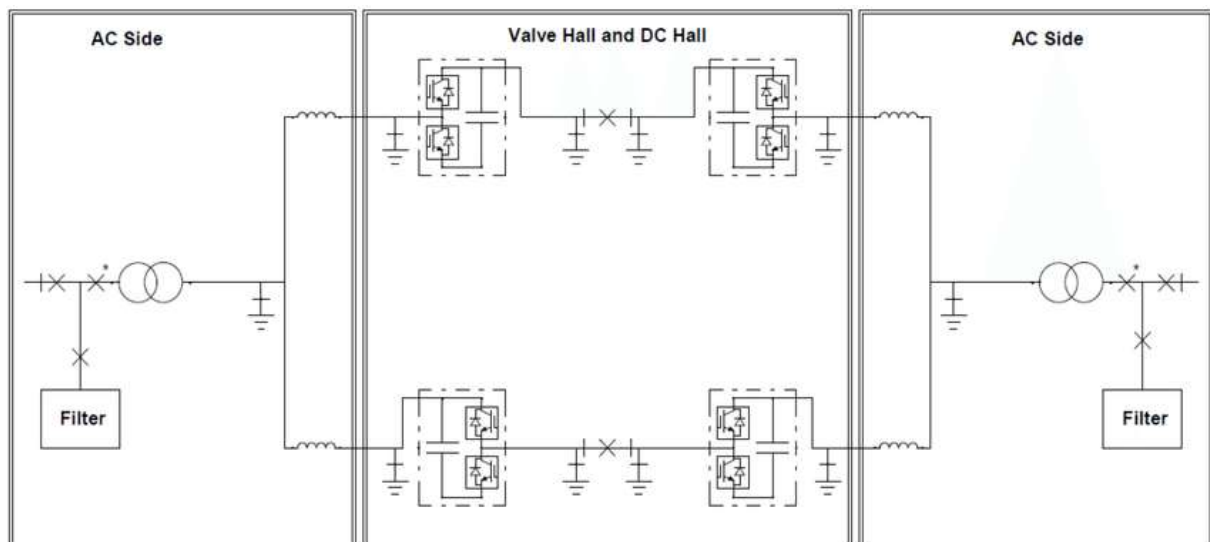 AC Side
Valve Hall and DC Hall
AC Side
*
*
Filter
Filter